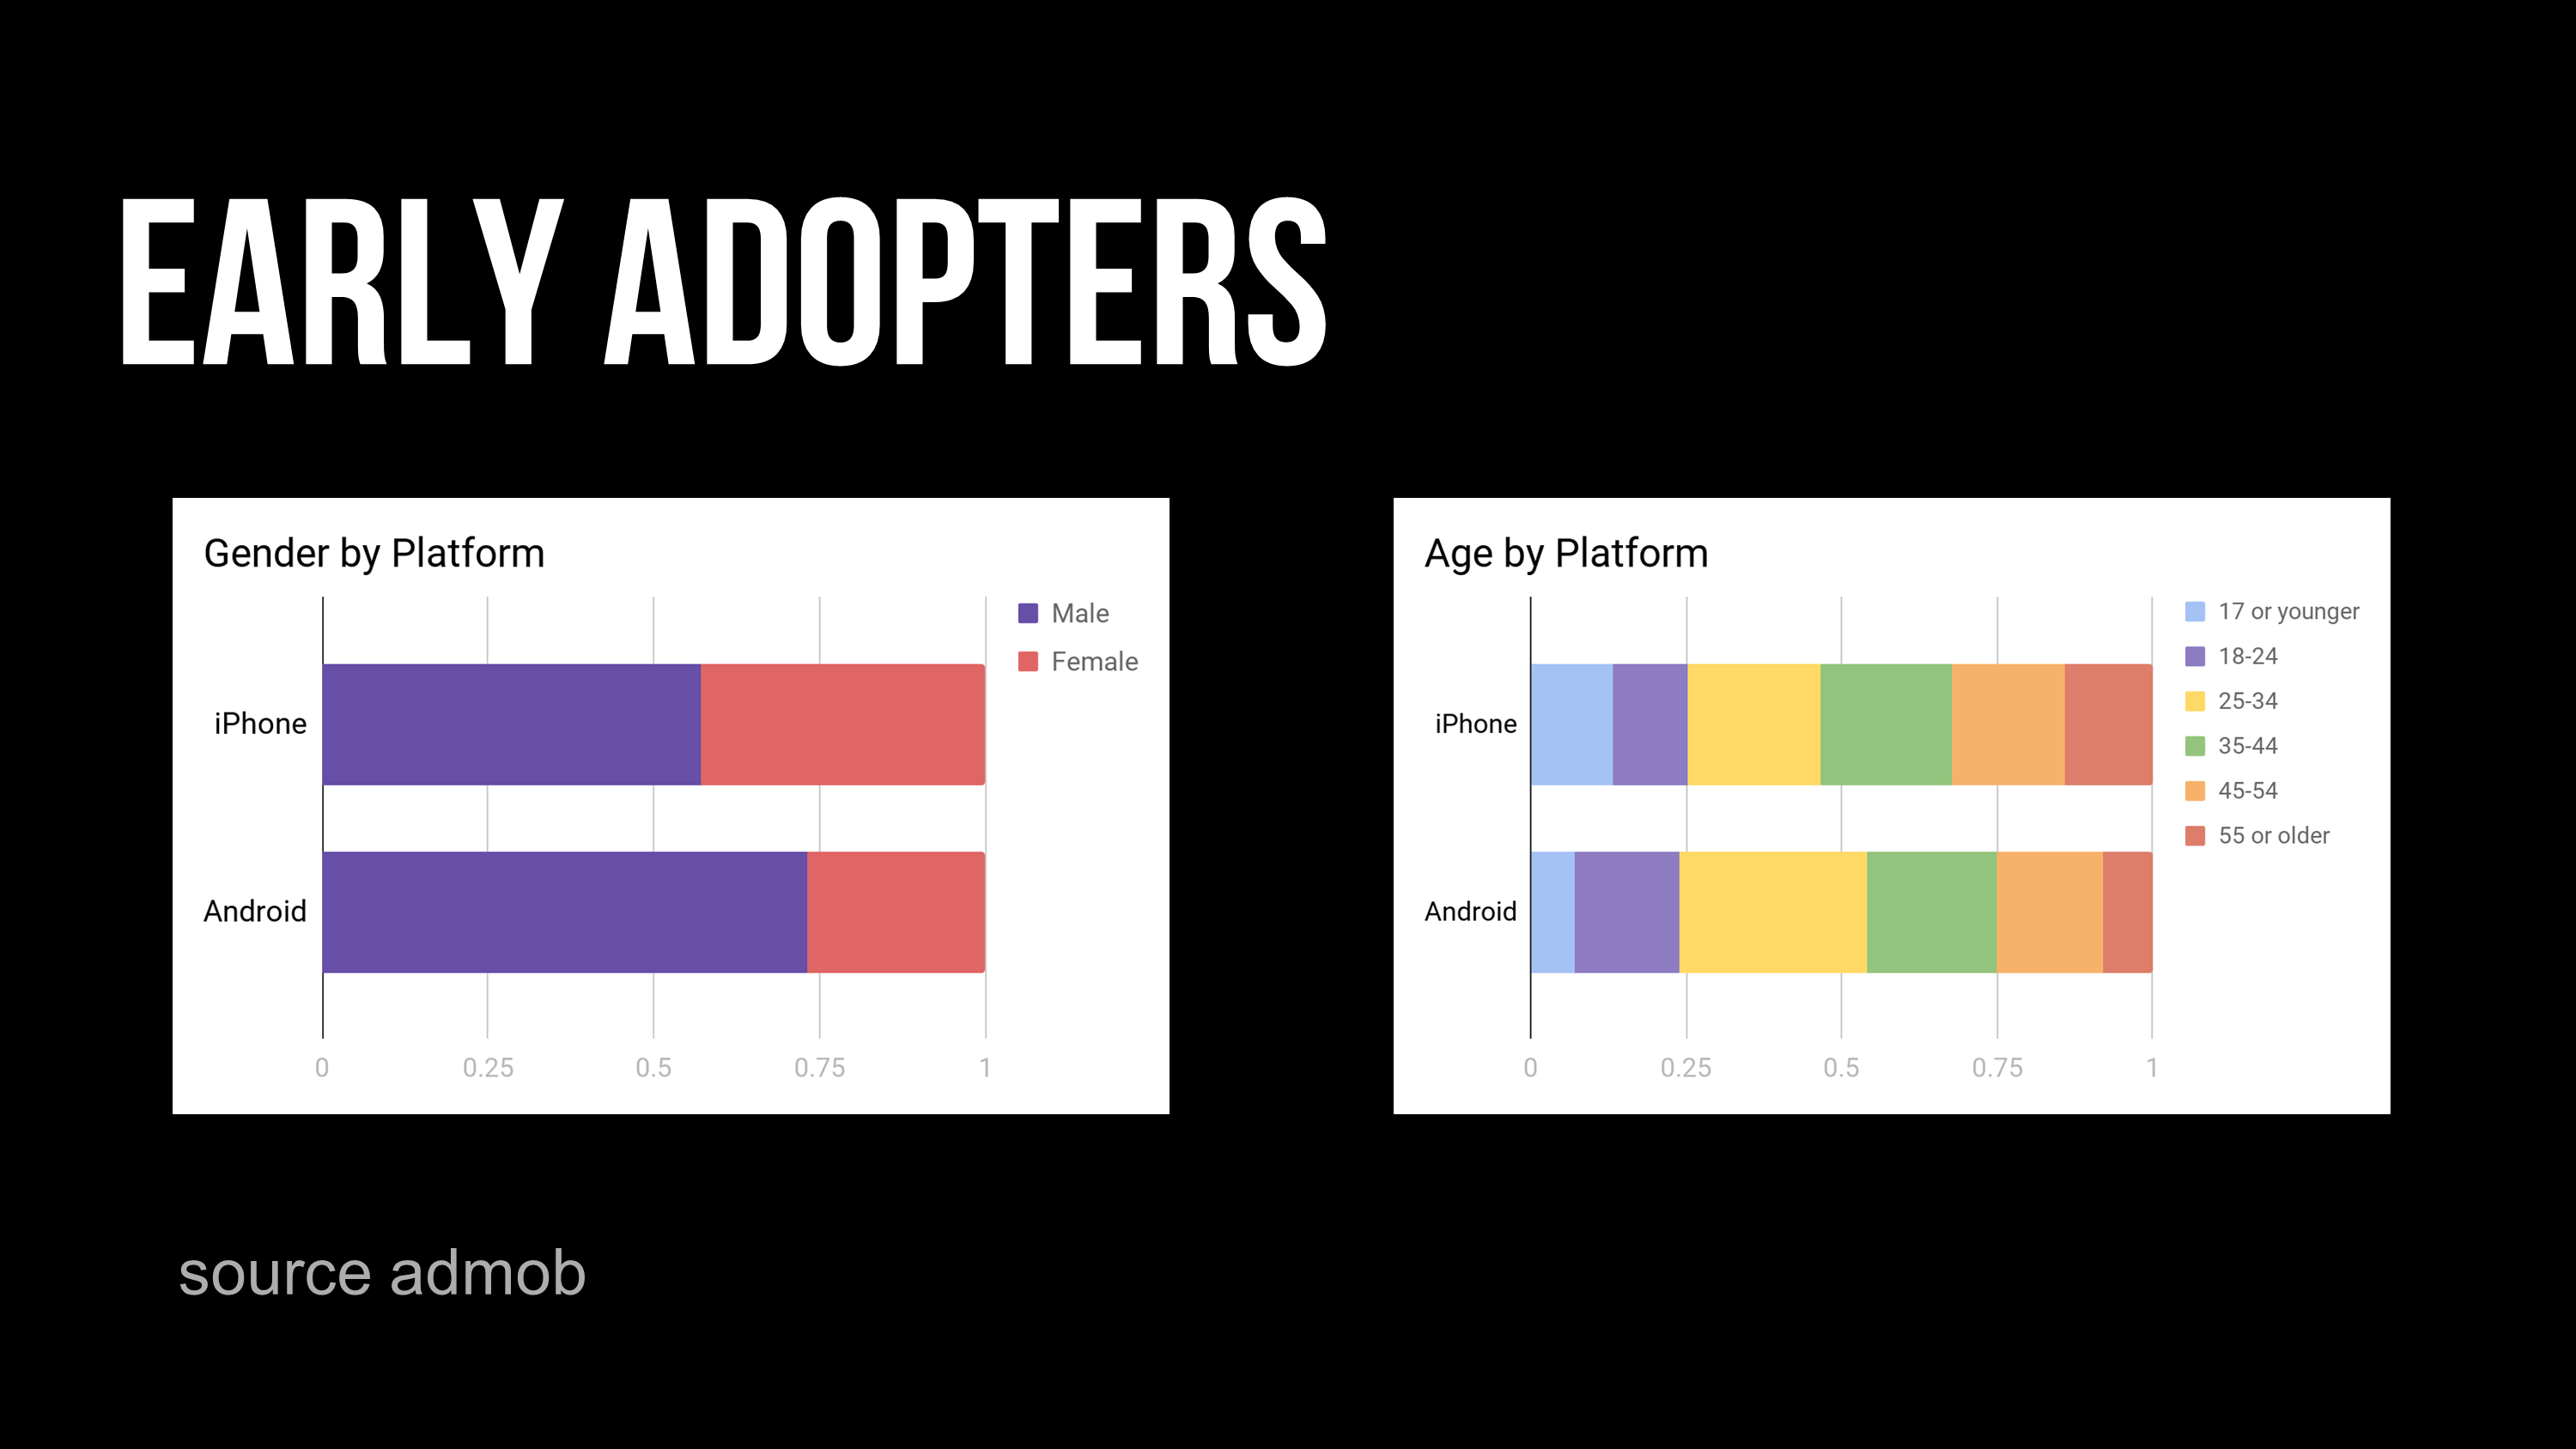 EARLY ADOPTERS
Gender by Platform
Male
Female
iPhone
Android
0 0.25 0.5 0.75 1
Age by Platform
17 or younger
18-24
25-34
35-44
45-54
55 or older
iPhone
Android
0 0.25 0.5 0.75 1
source admob